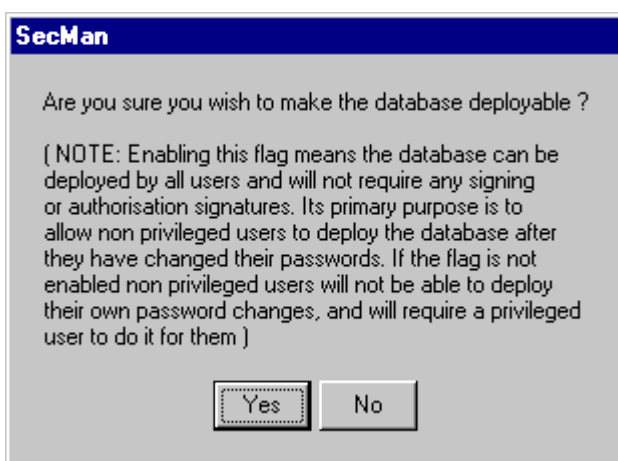 SecMan
Are you sure you wish to make the database deployable ?
( NOTE: Enabling this flag means the database can be
deployed by all users and will not require any signing
or authorisation signatures. Its primary purpose is to
allow non privileged users to deploy the database after
they have changed their passwords. If the flag is not
enabled non privileged users will not be able to deploy
their own password changes, and will require a privileged
user to do it for them )
Yes No